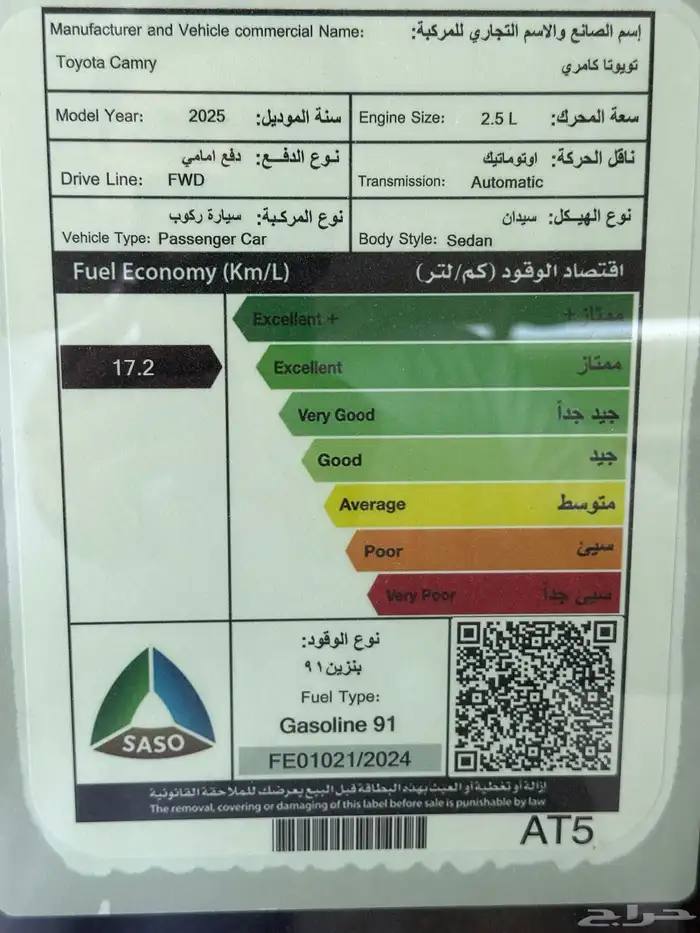 Manufacturer and Vehicle commercial Name: إسم الصانع والاسم التجاري للمركبة:
Toyota Camry تويوتا كامري
Model Year: 2025 سنة الموديل:
Engine Size: 2.5 L سعة المحرك:
نوع الدفـــع: دفع امامي
Drive Line: FWD
ناقل الحركة: اوتوماتيك
Transmission: Automatic
نوع المركبة: سيارة ركوب
Vehicle Type: Passenger Car
نوع الهيكل: سيدان
Body Style: Sedan
Fuel Economy (Km/L) اقتصاد الوقود (كم/لتر)
Excellent + ممتاز +
17.2
Excellent ممتاز
Very Good جيد جداً
Good جيد
Average متوسط
Poor سيئ
Very Poor سيئ جداً
SASO
نوع الوقود:
بنزين ٩١
Fuel Type:
Gasoline 91
FE01021/2024
إزالة أو تغطية أو العبث بهذه البطاقة قبل البيع يعرضك للملاحقة القانونية
The removal, covering or damaging of this label before sale is punishable by law
AT5
حراج